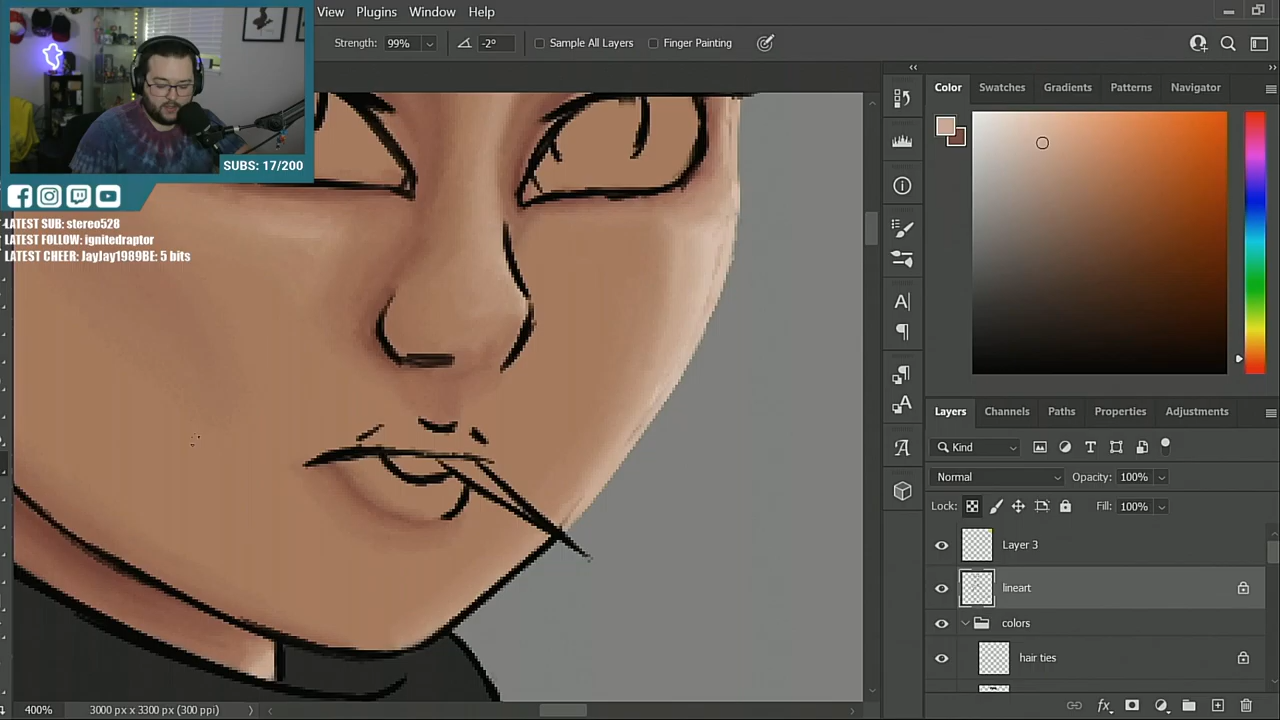 View Plugins Window Help
Strength: 99% -2° Sample All Layers Finger Painting
SUBS: 17/200
LATEST SUB: stereo528
LATEST FOLLOW: ignitedraptor
LATEST CHEER: JayJay1989BE: 5 bits
Color Swatches Gradients Patterns Navigator
Layers Channels Paths Properties Adjustments
Kind
Normal Opacity: 100%
Lock: Fill: 100%
Layer 3
lineart
colors
hair ties
400% 3000 px x 3300 px (300 ppi)